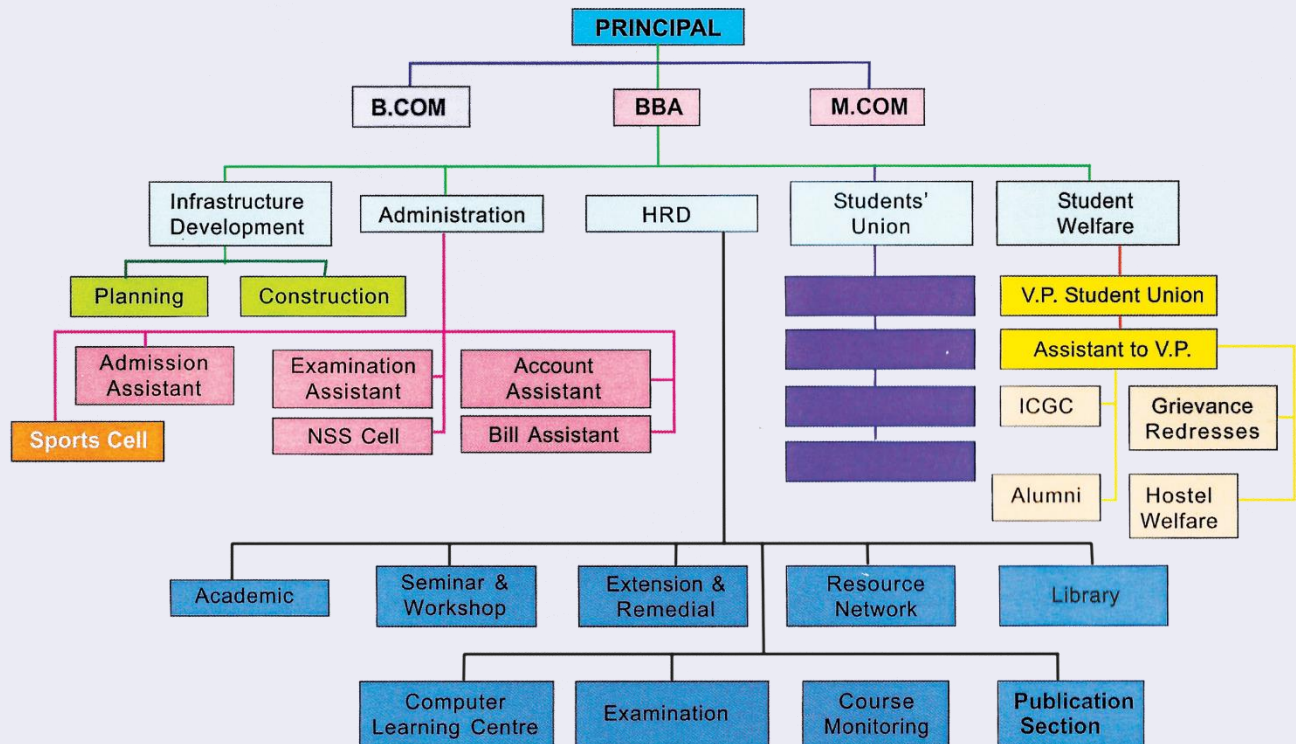 PRINCIPAL
B.COM
BBA
M.COM
Infrastructure
Development
Administration
HRD
Students'
Union
Student
Welfare
Planning
Construction
V.P. Student Union
Admission
Assistant
Examination
Assistant
Account
Assistant
Assistant to V.P.
Sports Cell
NSS Cell
Bill Assistant
ICGC
Grievance
Redresses
Alumni
Hostel
Welfare
Academic
Seminar &
Workshop
Extension &
Remedial
Resource
Network
Library
Computer
Learning Centre
Examination
Course
Monitoring
Publication
Section